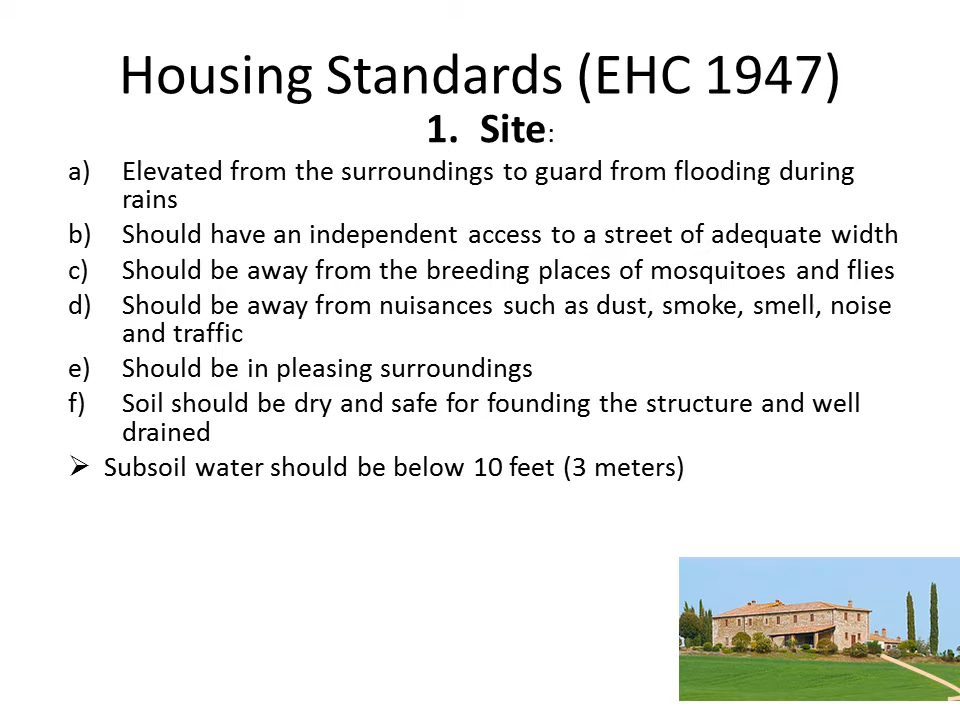 Housing Standards (EHC 1947)
1. Site:
a) Elevated from the surroundings to guard from flooding during
rains
b) Should have an independent access to a street of adequate width
c) Should be away from the breeding places of mosquitoes and flies
d) Should be away from nuisances such as dust, smoke, smell, noise
and traffic
e) Should be in pleasing surroundings
f) Soil should be dry and safe for founding the structure and well
drained
➢ Subsoil water should be below 10 feet (3 meters)